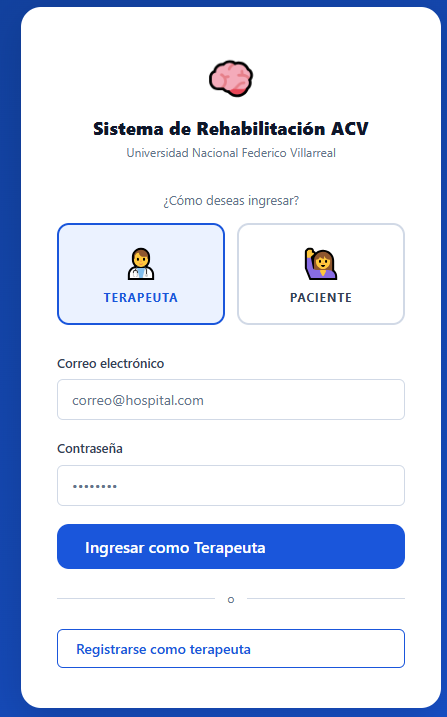 Sistema de Rehabilitación ACV
Universidad Nacional Federico Villarreal
¿Cómo deseas ingresar?
TERAPEUTA
PACIENTE
Correo electrónico
correo@hospital.com
Contraseña
••••••••
Ingresar como Terapeuta
o
Registrarse como terapeuta